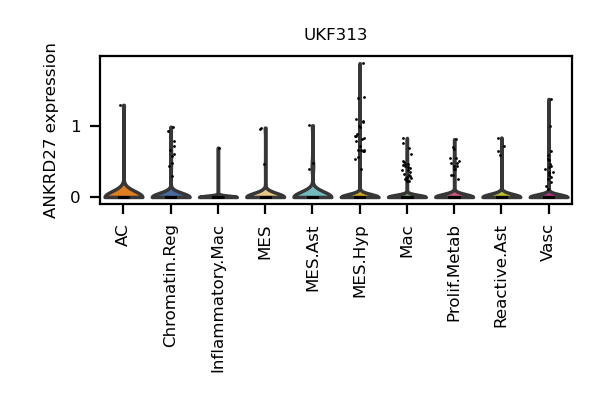 UKF313
ANKRD27 expression
1
0
AC
Chromatin.Reg
Inflammatory.Mac
MES
MES.Ast
MES.Hyp
Mac
Prolif.Metab
Reactive.Ast
Vasc